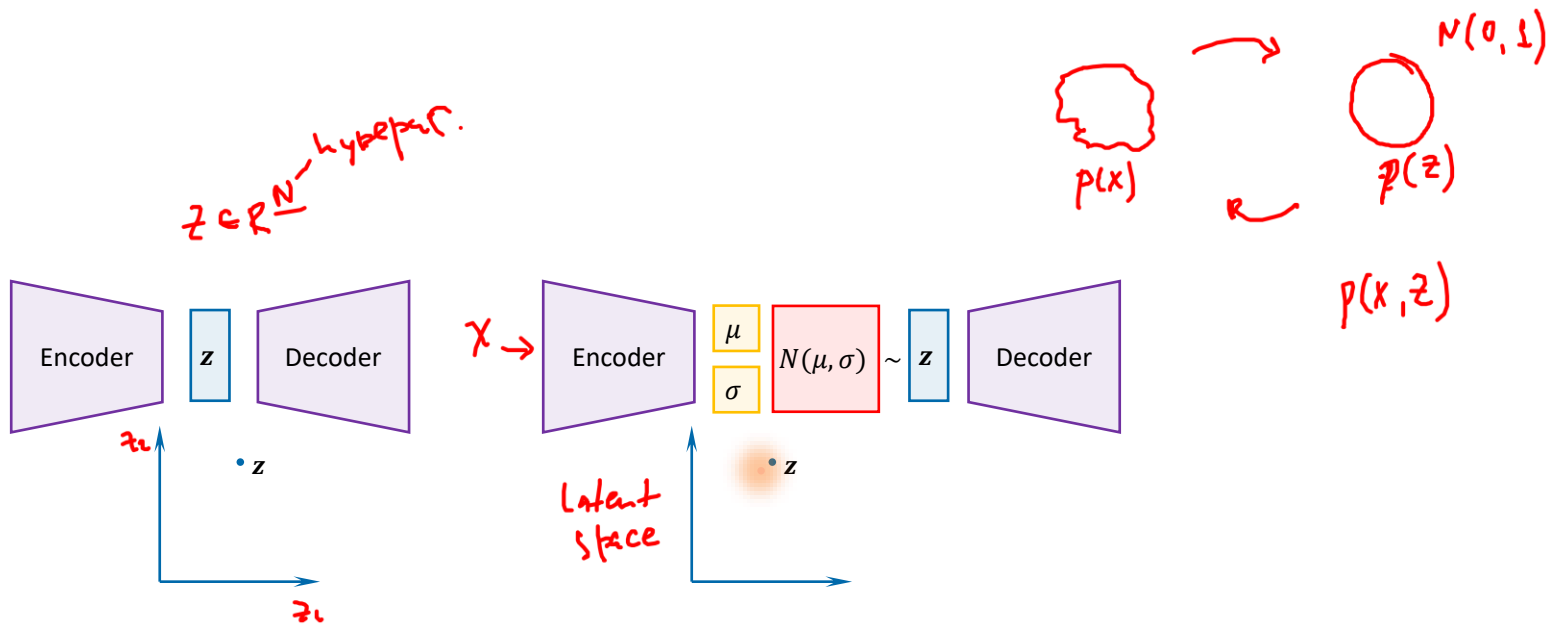 N(0,1)
hyperpar.
Z ∈ R^N
p(x)
p(z)
p(x,z)
Encoder
z
Decoder
x →
Encoder
μ
σ
N(μ, σ)
~
z
Decoder
z₂
z
z₁
Latent
space
z